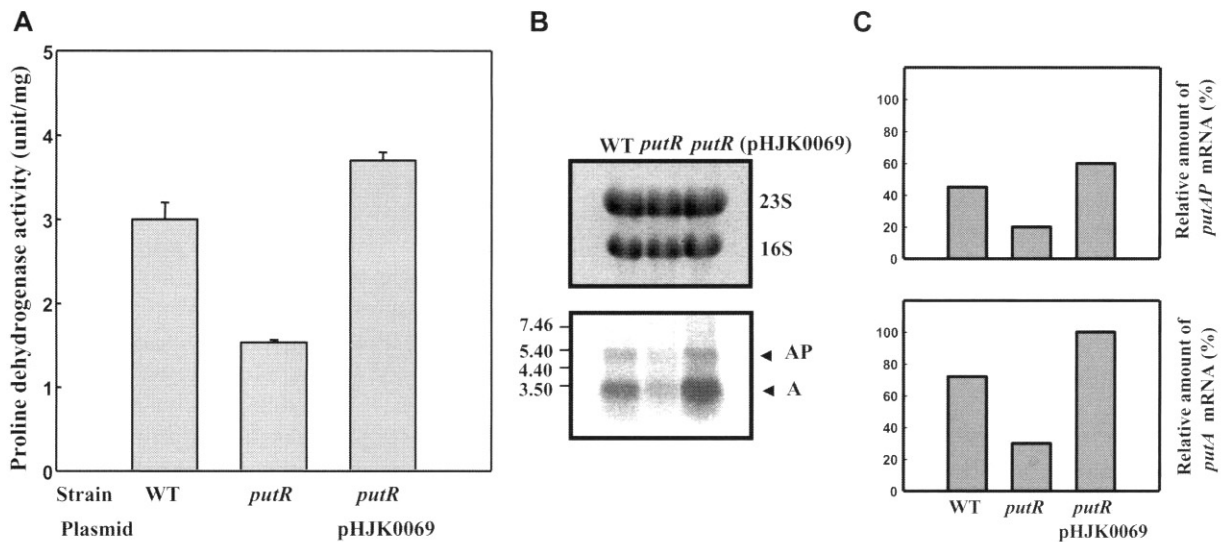 A
Proline dehydrogenase activity (unit/mg)
5
4
3
2
1
0
Strain WT putR putR
Plasmid pHJK0069
B
WT putR putR (pHJK0069)
23S
16S
7.46
5.40
4.40
3.50
AP
A
C
100
80
60
40
20
0
Relative amount of
putAP mRNA (%)
100
80
60
40
20
0
Relative amount of
putA mRNA (%)
WT putR putR
pHJK0069